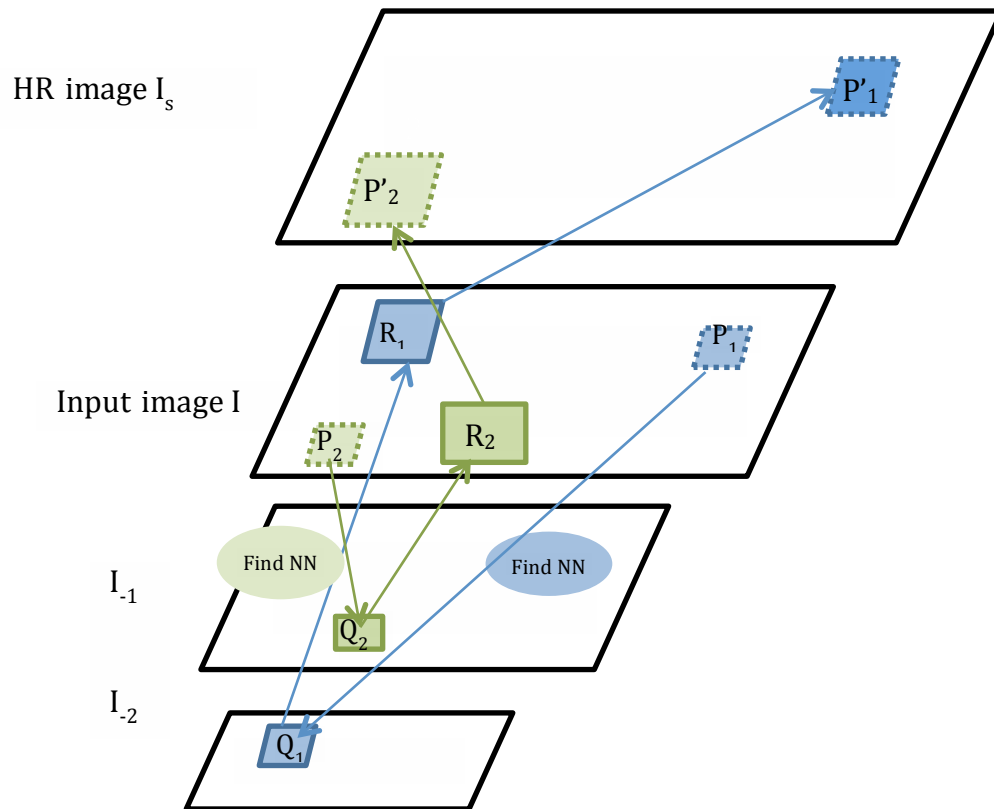 HR image Iₛ
P'₁
P'₂
R₁
P₁
Input image I
P₂
R₂
Find NN
Find NN
I₋₁
Q₂
I₋₂
Q₁